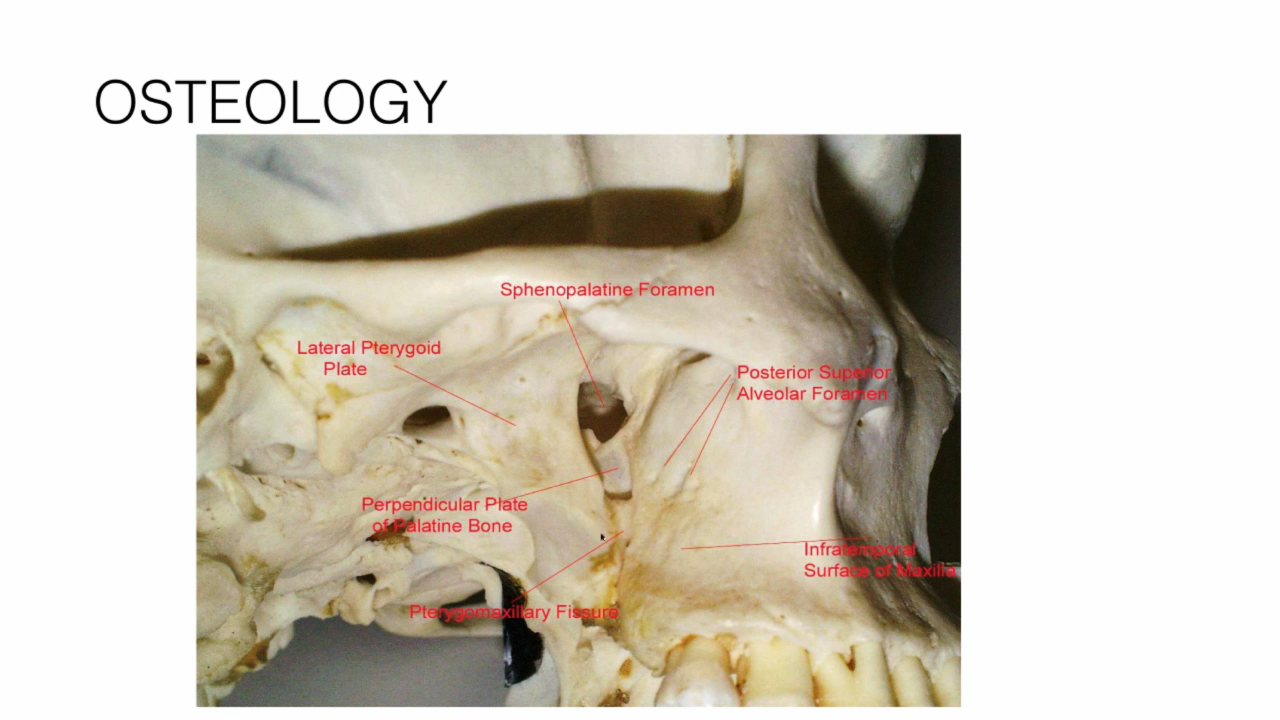 OSTEOLOGY
Sphenopalatine Foramen
Lateral Pterygoid
Plate
Posterior Superior
Alveolar Foramen
Perpendicular Plate
of Palatine Bone
Infratemporal
Surface of Maxilla
Pterygomaxillary Fissure